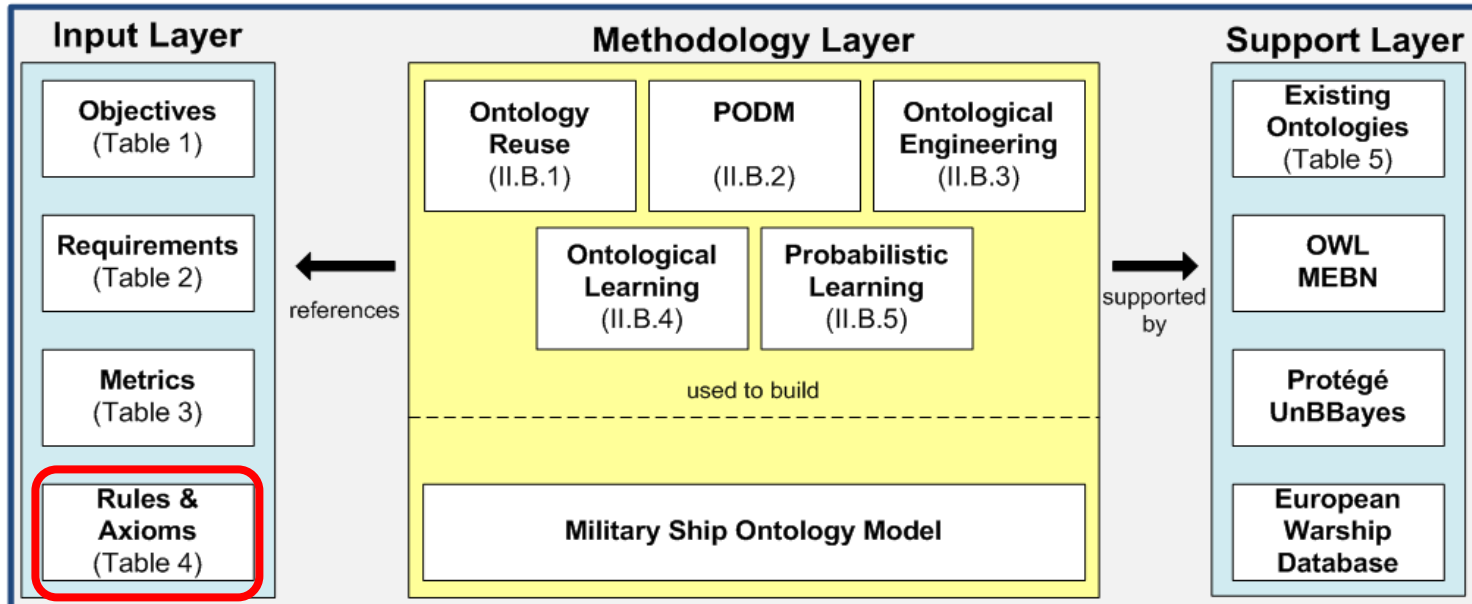 Input Layer
Objectives
(Table 1)
Requirements
(Table 2)
Metrics
(Table 3)
Rules &
Axioms
(Table 4)
references
Methodology Layer
Ontology
Reuse
(II.B.1)
PODM
(II.B.2)
Ontological
Engineering
(II.B.3)
Ontological
Learning
(II.B.4)
Probabilistic
Learning
(II.B.5)
used to build
Military Ship Ontology Model
supported
by
Support Layer
Existing
Ontologies
(Table 5)
OWL
MEBN
Protégé
UnBBayes
European
Warship
Database